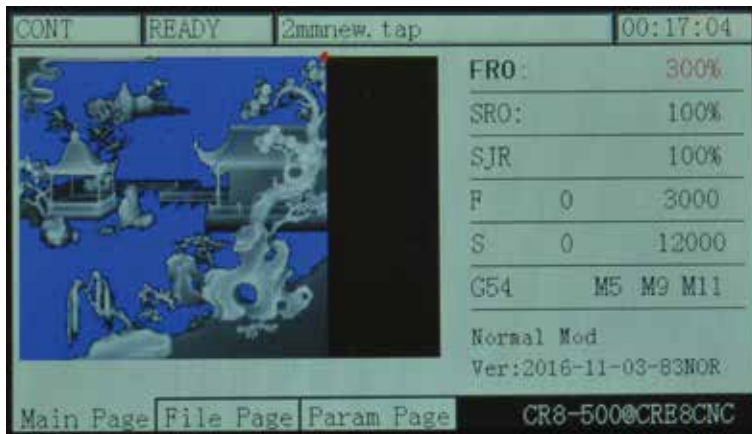 CONT READY 2mmnew.tap 00:17:04
FRO: 300%
SRO: 100%
SJR 100%
F 0 3000
S 0 12000
G54 M5 M9 M11
Normal Mod
Ver:2016-11-03-83NOR
Main Page File Page Param Page CR8-500@CRE8CNC